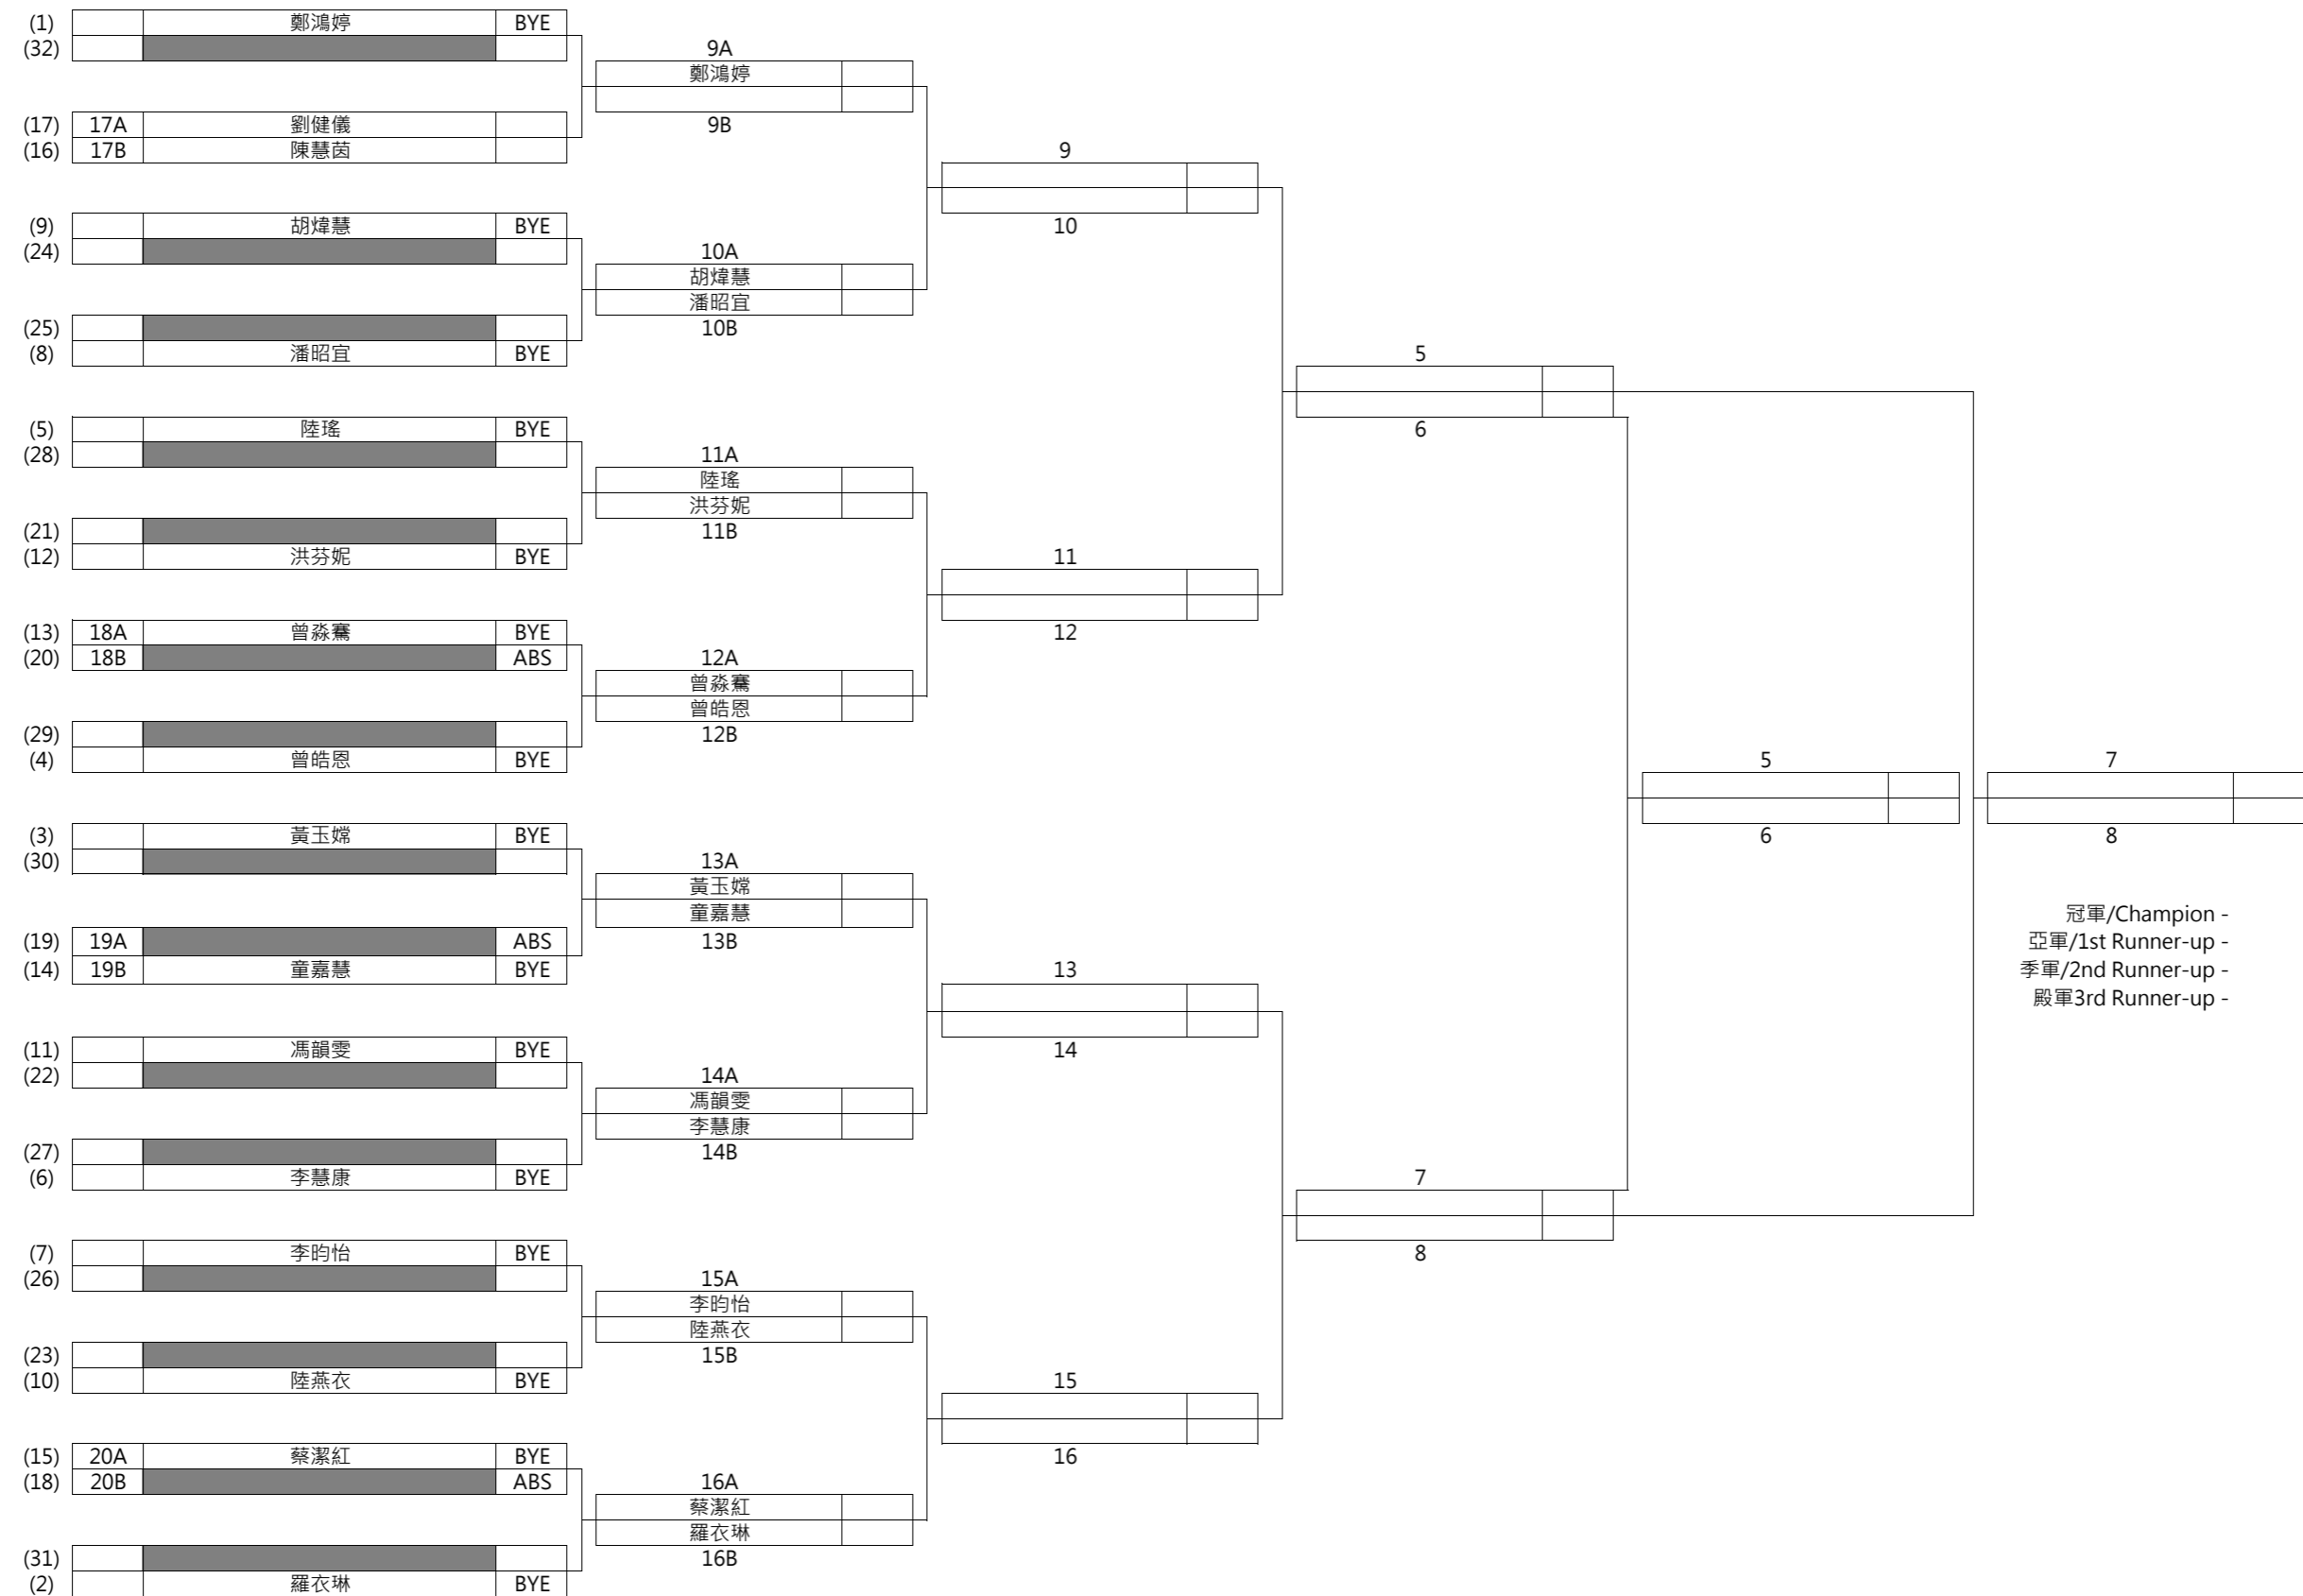 (1) 鄭鴻婷 BYE
(32)
9A
鄭鴻婷
9B
(17) 17A 劉健儀
(16) 17B 陳慧茵
9
10
(9) 胡煒慧 BYE
(24)
10A
胡煒慧
潘昭宜
10B
(25)
(8) 潘昭宜 BYE
5
6
(5) 陸瑤 BYE
(28)
11A
陸瑤
洪芬妮
11B
(21)
(12) 洪芬妮 BYE
11
12
(13) 18A 曾淼騫 BYE
(20) 18B ABS
12A
曾淼騫
曾皓恩
12B
(29)
(4) 曾皓恩 BYE
5
6
7
8
(3) 黃玉嫦 BYE
(30)
13A
黃玉嫦
童嘉慧
13B
(19) 19A ABS
(14) 19B 童嘉慧 BYE
13
14
冠軍/Champion -
亞軍/1st Runner-up -
季軍/2nd Runner-up -
殿軍3rd Runner-up -
(11) 馮韻雯 BYE
(22)
14A
馮韻雯
李慧康
14B
(27)
(6) 李慧康 BYE
7
8
(7) 李昀怡 BYE
(26)
15A
李昀怡
陸燕衣
15B
(23)
(10) 陸燕衣 BYE
15
16
(15) 20A 蔡潔紅 BYE
(18) 20B ABS
16A
蔡潔紅
羅衣琳
16B
(31)
(2) 羅衣琳 BYE